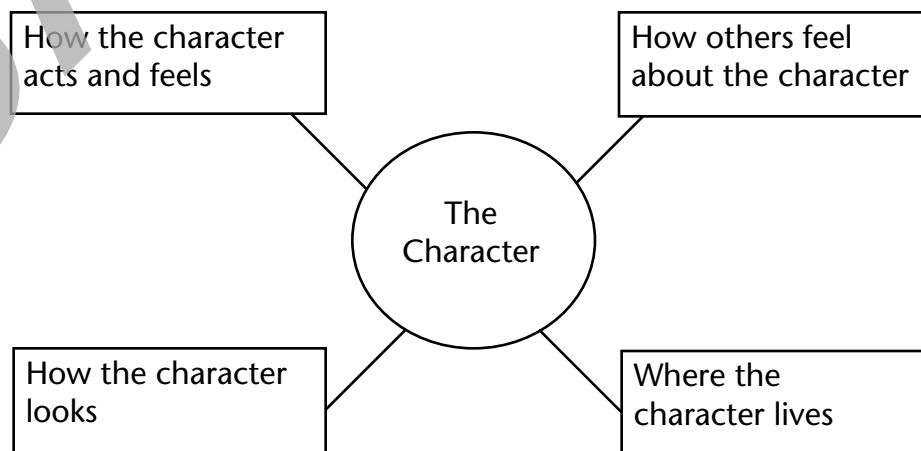 How the character
acts and feels
How others feel
about the character
The
Character
How the character
looks
Where the
character lives